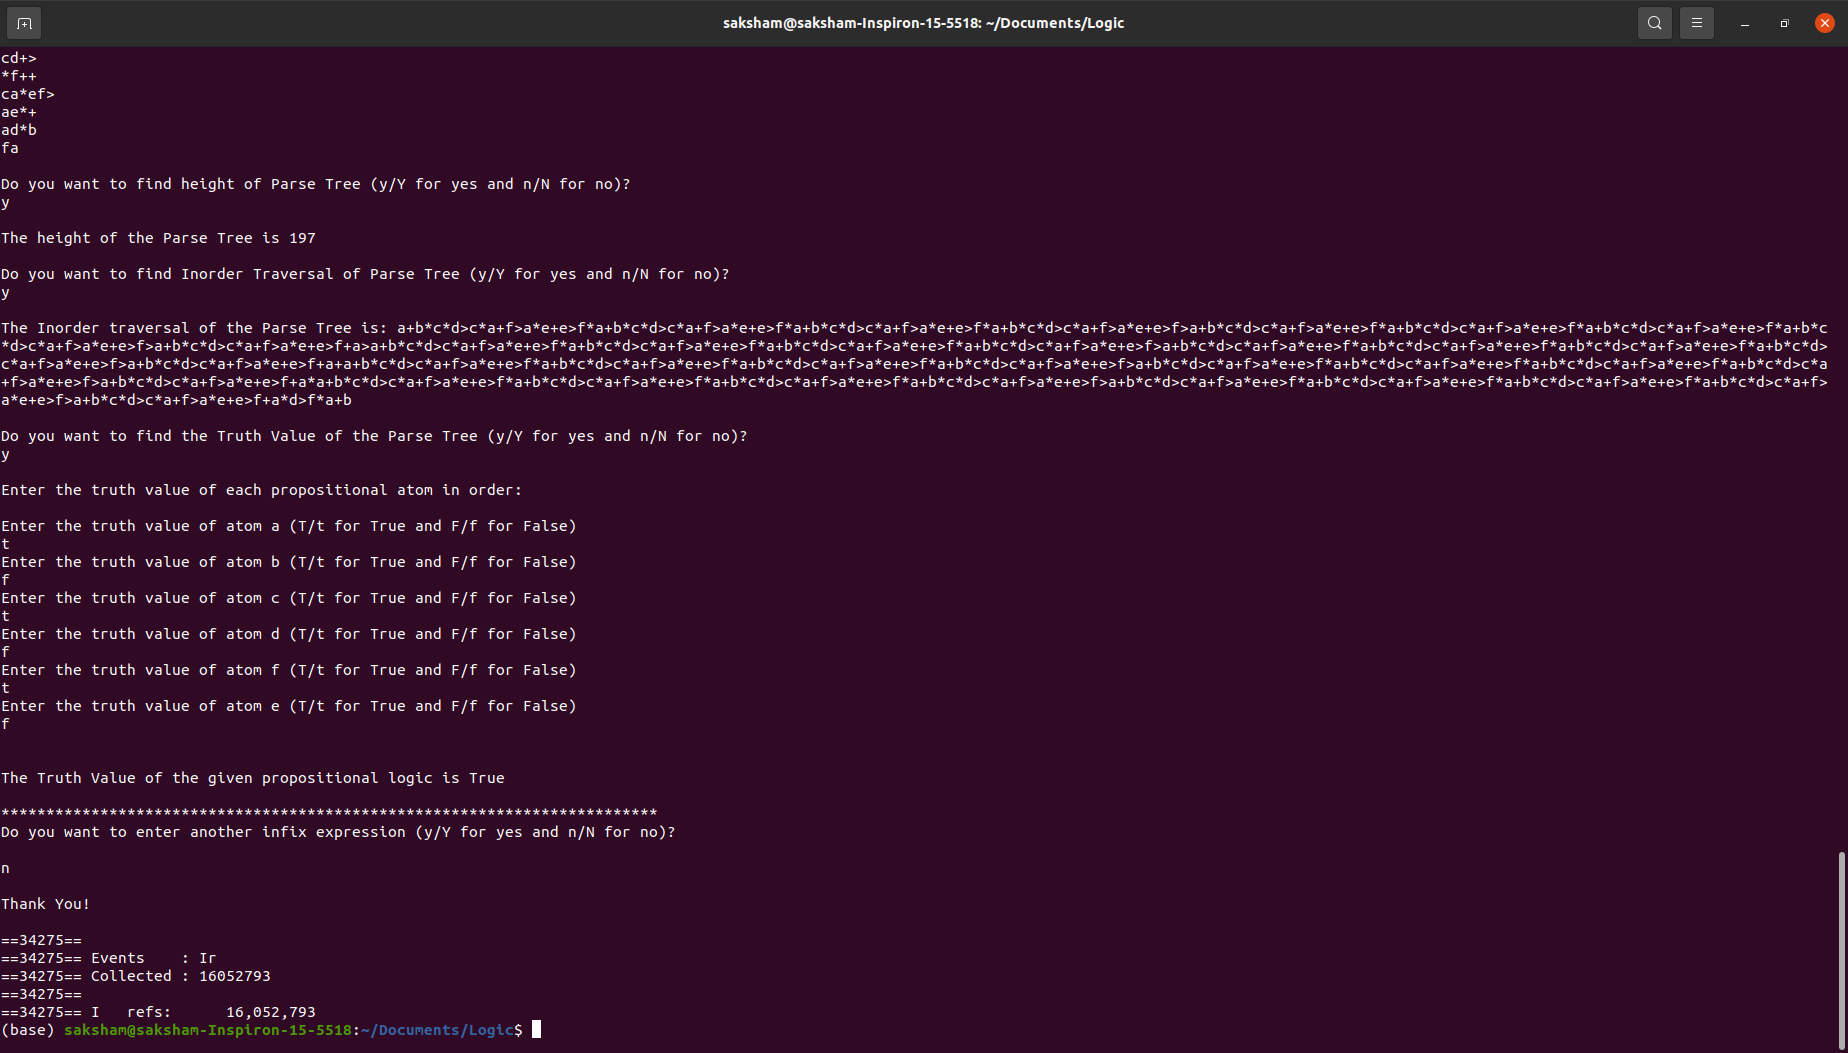 saksham@saksham-Inspiron-15-5518: ~/Documents/Logic
cd+>
*f++
ca*ef>
ae*+
ad*b
fa
Do you want to find height of Parse Tree (y/Y for yes and n/N for no)?
y
The height of the Parse Tree is 197
Do you want to find Inorder Traversal of Parse Tree (y/Y for yes and n/N for no)?
y
The Inorder traversal of the Parse Tree is: a+b*c*d>c*a+f>a*e+e>f*a+b*c*d>c*a+f>a*e+e>f*a+b*c*d>c*a+f>a*e+e>f*a+b*c*d>c*a+f>a*e+e>f>a+b*c*d>c*a+f>a*e+e>f*a+b*c*d>c*a+f>a*e+e>f*a+b*c*d>c*a+f>a*e+e>f*a+b*c
*d>c*a+f>a*e+e>f>a+b*c*d>c*a+f>a*e+e>f+a>a+b*c*d>c*a+f>a*e+e>f*a+b*c*d>c*a+f>a*e+e>f*a+b*c*d>c*a+f>a*e+e>f*a+b*c*d>c*a+f>a*e+e>f>a+b*c*d>c*a+f>a*e+e>f*a+b*c*d>c*a+f>a*e+e>f*a+b*c*d>c*a+f>a*e+e>f*a+b*c*d>
c*a+f>a*e+e>f>a+b*c*d>c*a+f>a*e+e>f+a+a+b*c*d>c*a+f>a*e+e>f*a+b*c*d>c*a+f>a*e+e>f*a+b*c*d>c*a+f>a*e+e>f*a+b*c*d>c*a+f>a*e+e>f>a+b*c*d>c*a+f>a*e+e>f*a+b*c*d>c*a+f>a*e+e>f*a+b*c*d>c*a+f>a*e+e>f*a+b*c*d>c*a
+f>a*e+e>f>a+b*c*d>c*a+f>a*e+e>f+a*a+b*c*d>c*a+f>a*e+e>f*a+b*c*d>c*a+f>a*e+e>f*a+b*c*d>c*a+f>a*e+e>f*a+b*c*d>c*a+f>a*e+e>f>a+b*c*d>c*a+f>a*e+e>f*a+b*c*d>c*a+f>a*e+e>f*a+b*c*d>c*a+f>a*e+e>f*a+b*c*d>c*a+f>
a*e+e>f>a+b*c*d>c*a+f>a*e+e>f+a*d>f*a+b
Do you want to find the Truth Value of the Parse Tree (y/Y for yes and n/N for no)?
y
Enter the truth value of each propositional atom in order:
Enter the truth value of atom a (T/t for True and F/f for False)
t
Enter the truth value of atom b (T/t for True and F/f for False)
f
Enter the truth value of atom c (T/t for True and F/f for False)
t
Enter the truth value of atom d (T/t for True and F/f for False)
f
Enter the truth value of atom f (T/t for True and F/f for False)
t
Enter the truth value of atom e (T/t for True and F/f for False)
f
The Truth Value of the given propositional logic is True
*************************************************************************
Do you want to enter another infix expression (y/Y for yes and n/N for no)?
n
Thank You!
==34275==
==34275== Events    : Ir
==34275== Collected : 16052793
==34275==
==34275== I   refs:      16,052,793
(base) saksham@saksham-Inspiron-15-5518:~/Documents/Logic$